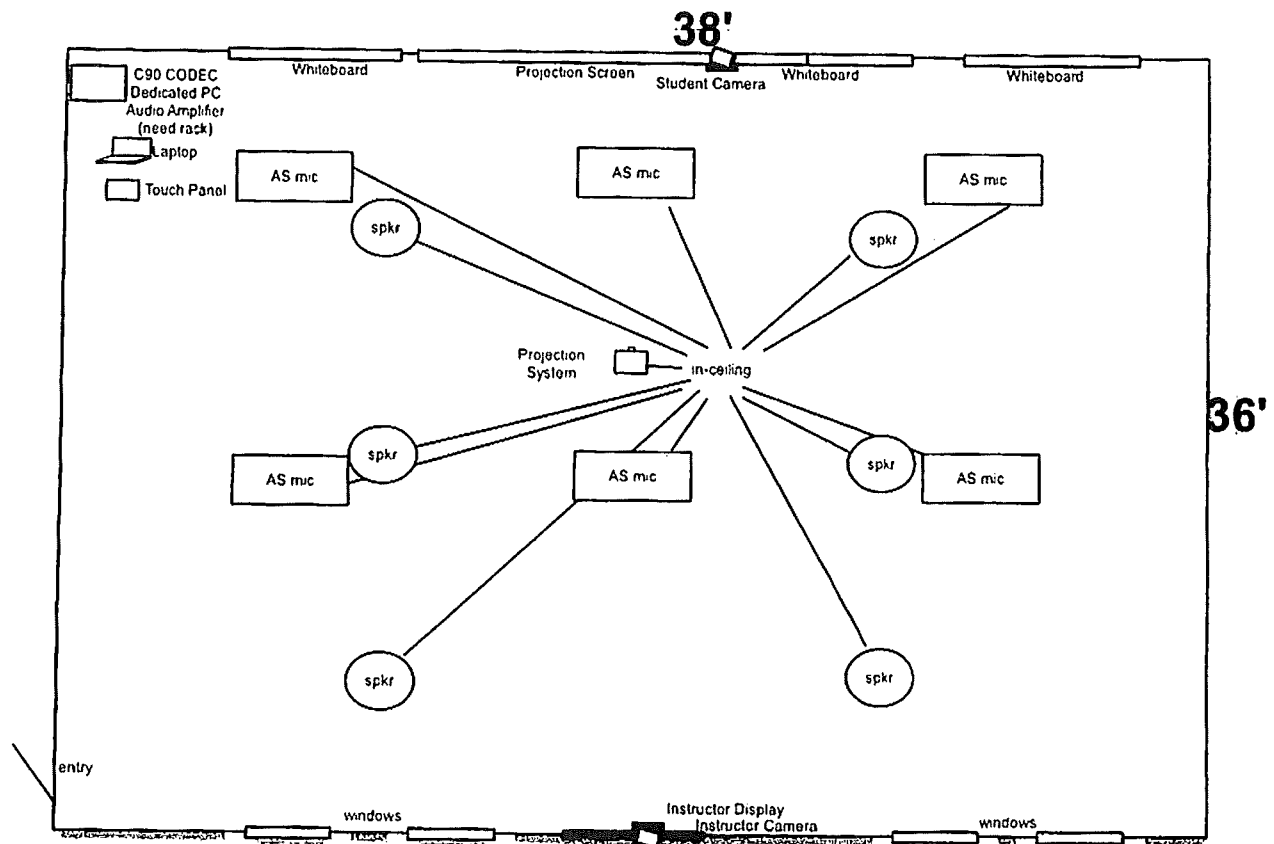 38'
Whiteboard
Projection Screen
Student Camera
Whiteboard
Whiteboard
C90 CODEC
Dedicated PC
Audio Amplifier
(need rack)
Laptop
Touch Panel
AS mic
AS mic
AS mic
spkr
spkr
Projection
System
in-ceiling
36'
spkr
spkr
AS mic
AS mic
AS mic
spkr
spkr
entry
windows
Instructor Display
Instructor Camera
windows